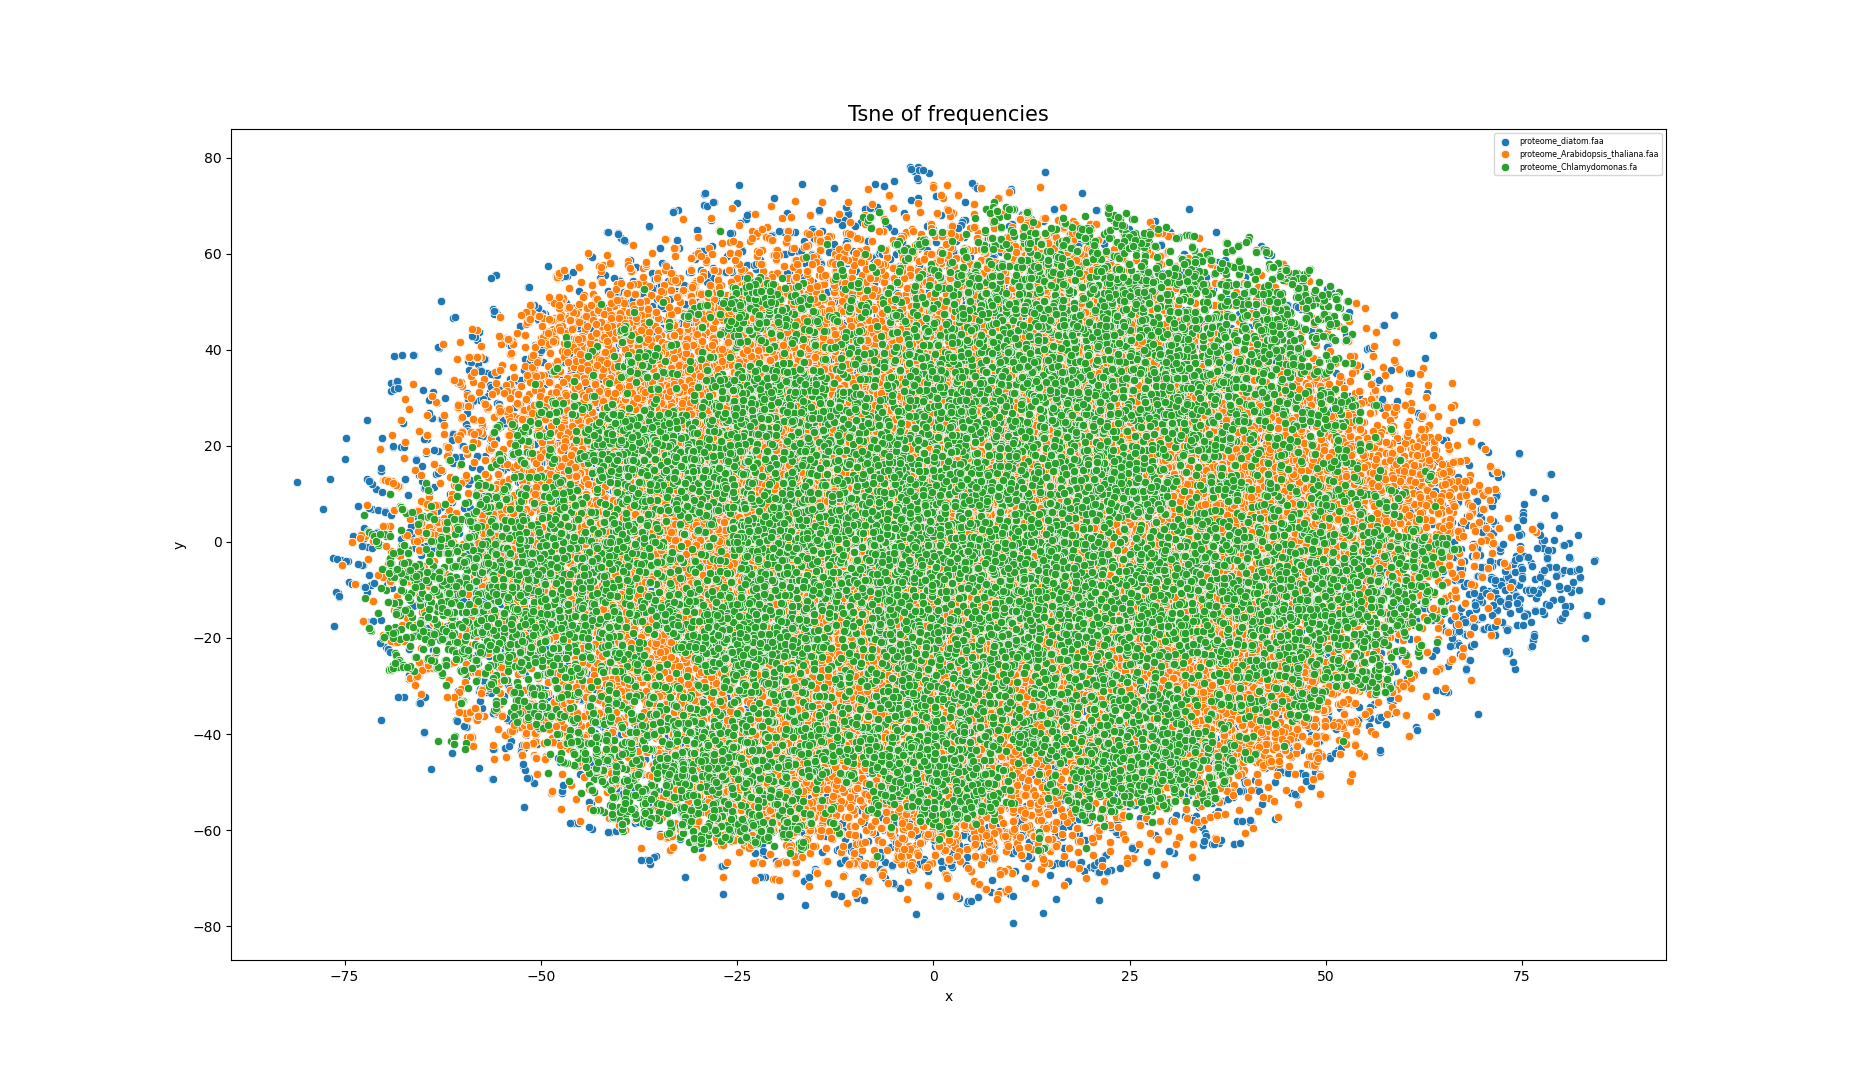 Tsne of frequencies
proteome_diatom.faa
proteome_Arabidopsis_thaliana.faa
proteome_Chlamydomonas.fa
80
60
40
20
0
−20
−40
−60
−80
y
−75
−50
−25
0
25
50
75
x